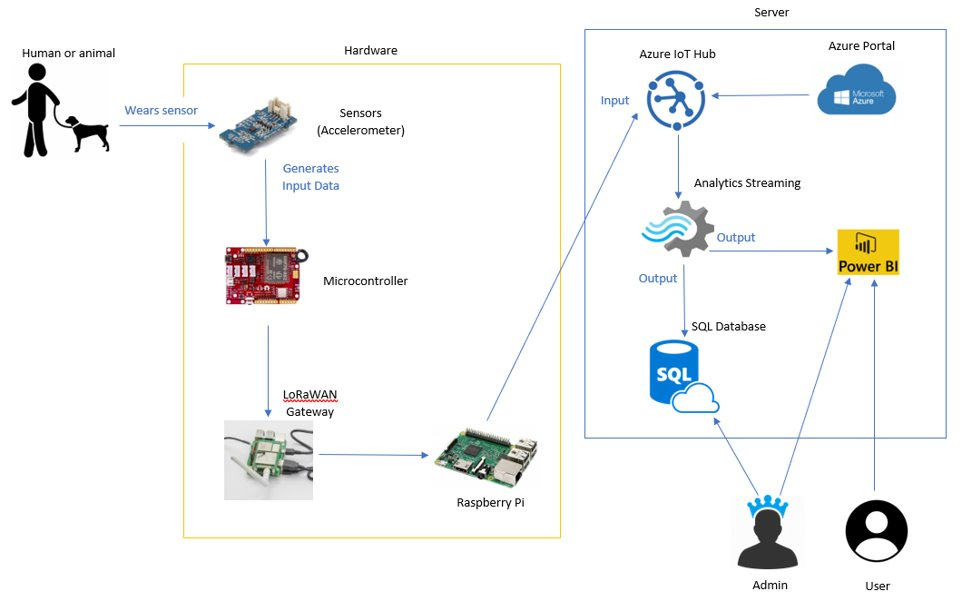 Server
Human or animal
Hardware
Azure IoT Hub
Azure Portal
Wears sensor
Sensors
(Accelerometer)
Input
Microsoft
Azure
Generates
Input Data
Analytics Streaming
Output
Power BI
Microcontroller
Output
SQL Database
SQL
LoRaWAN
Gateway
Raspberry Pi
Admin
User